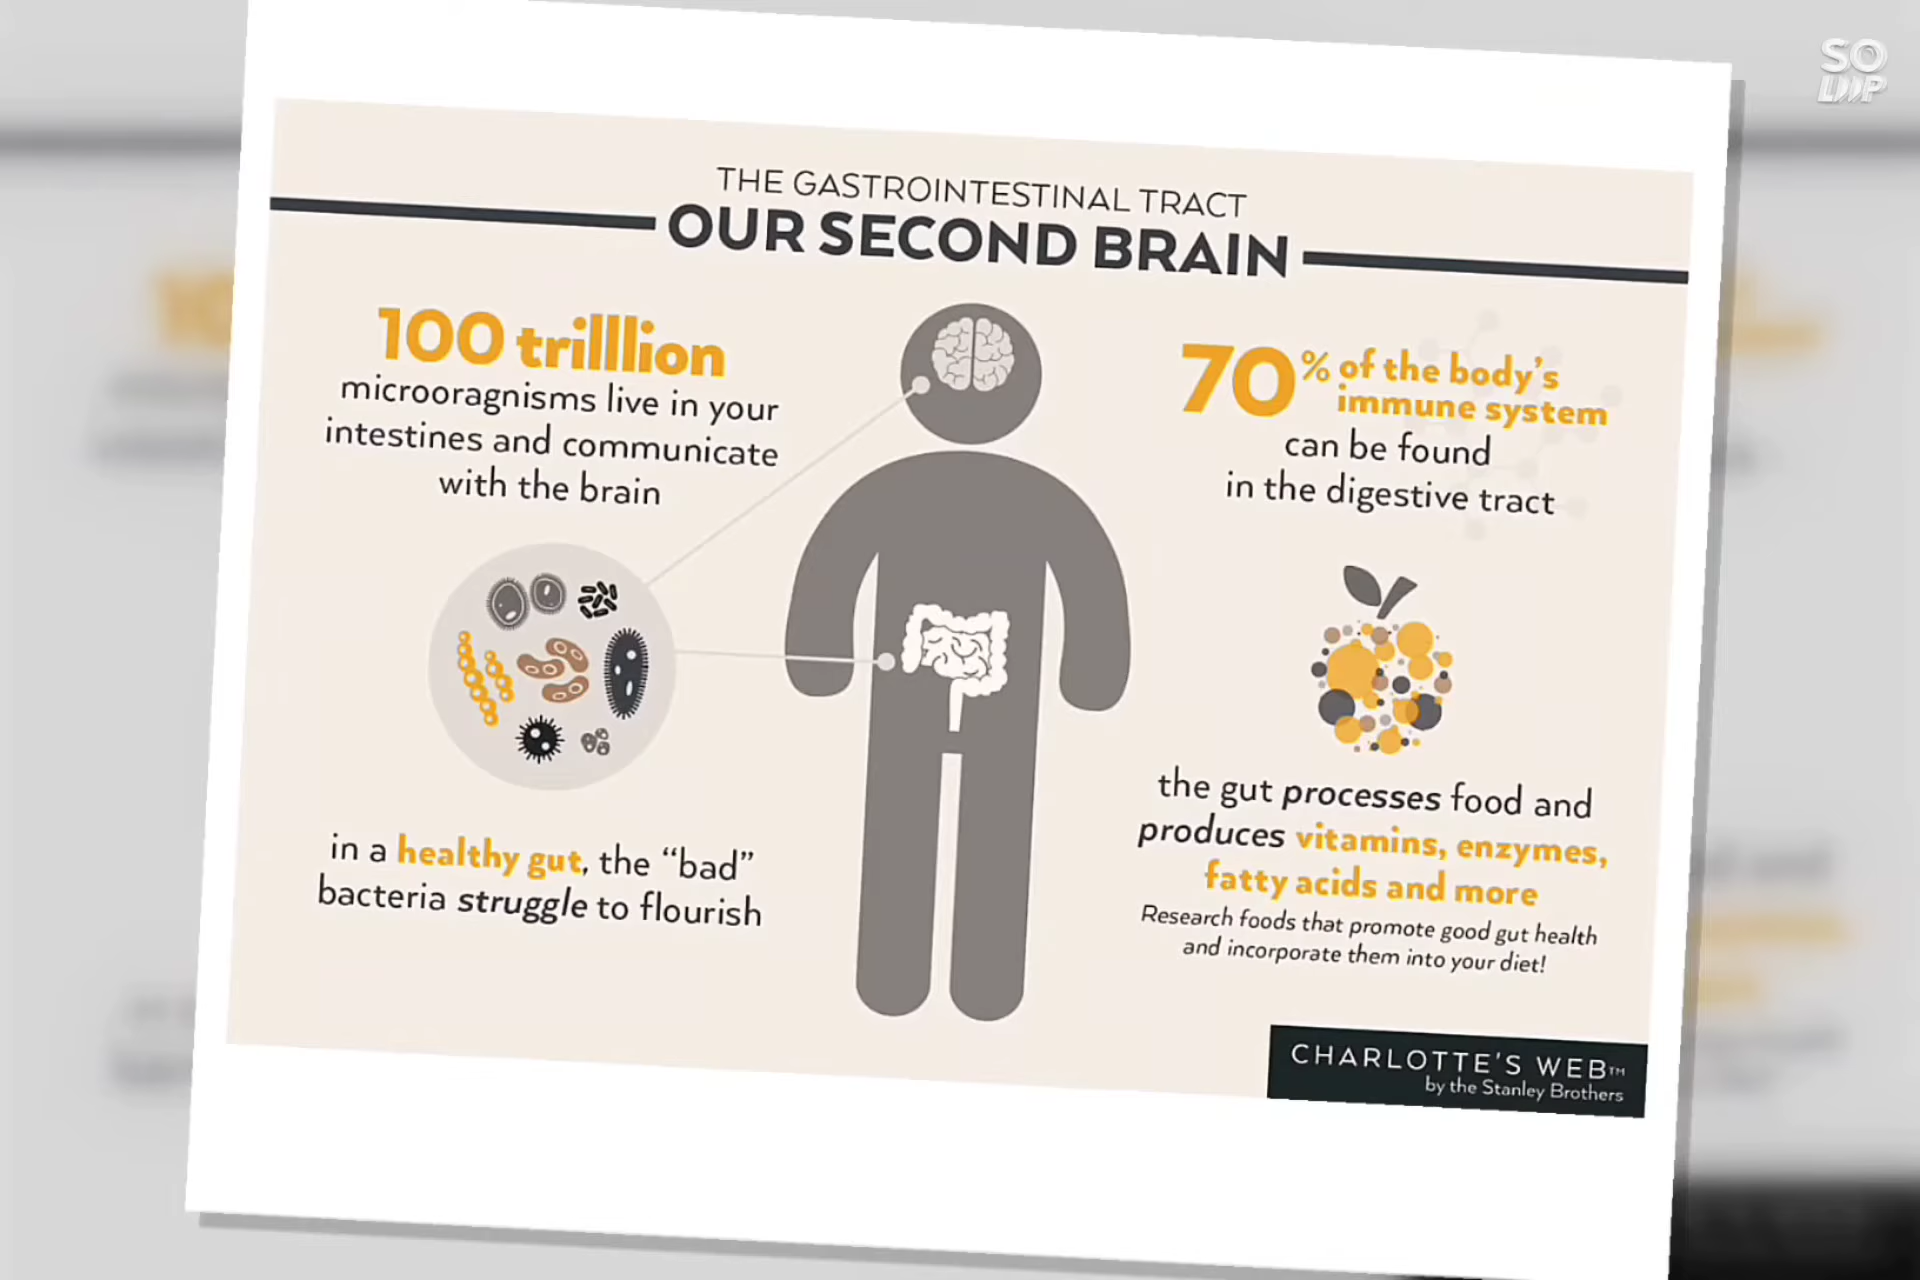 SO
LOOP
THE GASTROINTESTINAL TRACT
OUR SECOND BRAIN
100 trilllion
microoragnisms live in your
intestines and communicate
with the brain
70% of the body's
immune system
can be found
in the digestive tract
in a healthy gut, the “bad”
bacteria struggle to flourish
the gut processes food and
produces vitamins, enzymes,
fatty acids and more
Research foods that promote good gut health
and incorporate them into your diet!
CHARLOTTE'S WEB™
by the Stanley Brothers